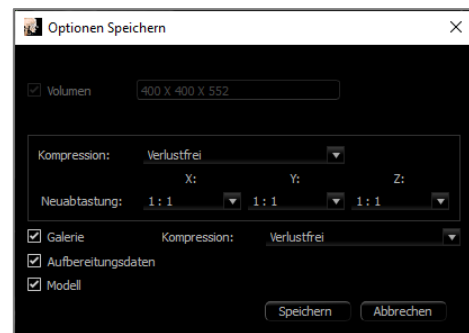 Optionen Speichern
Volumen 400 X 400 X 552
Kompression: Verlustfrei
X: Y: Z:
Neuabtastung: 1 : 1 1 : 1 1 : 1
Galerie Kompression: Verlustfrei
Aufbereitungsdaten
Modell
Speichern Abbrechen